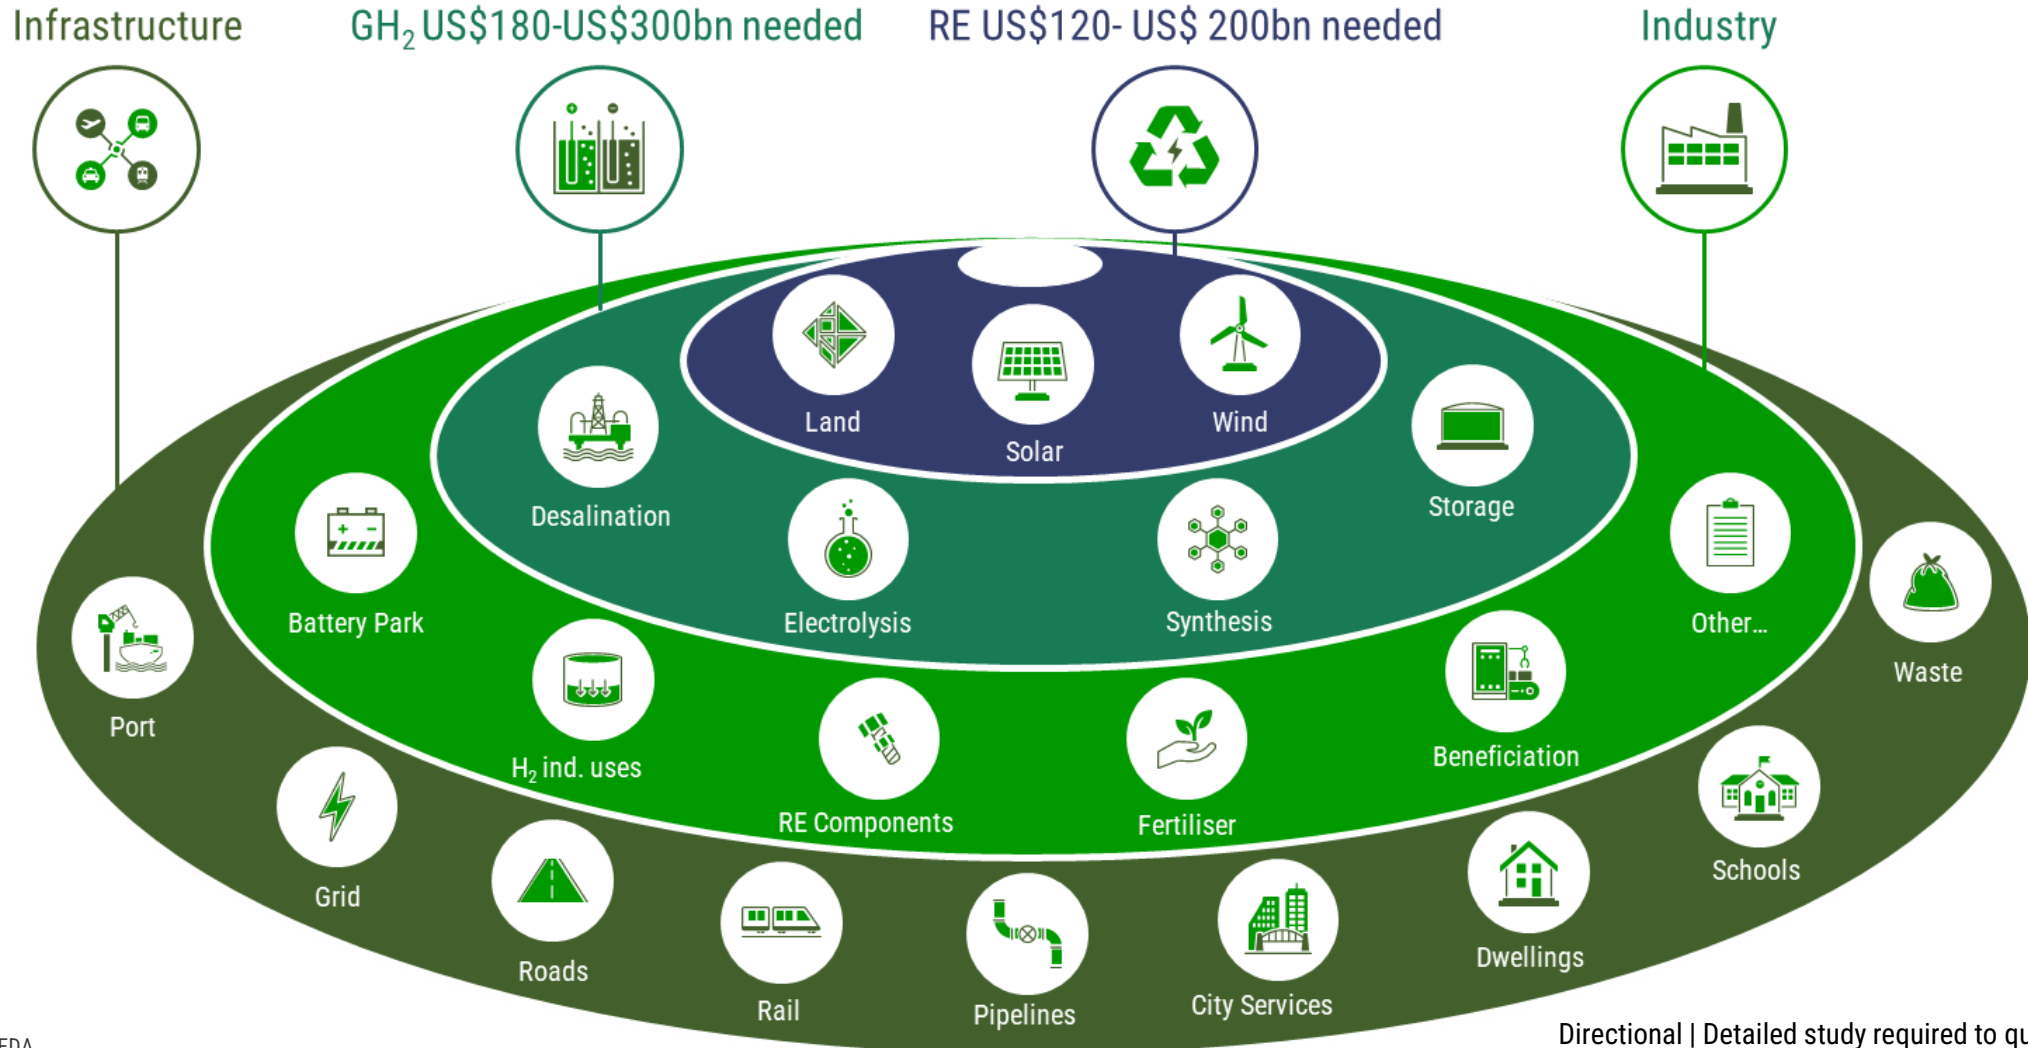 Infrastructure
GH₂ US$180-US$300bn needed
RE US$120- US$ 200bn needed
Industry
Land
Solar
Wind
Desalination
Electrolysis
Synthesis
Storage
Battery Park
H₂ ind. uses
RE Components
Fertiliser
Beneficiation
Other…
Port
Grid
Roads
Rail
Pipelines
City Services
Dwellings
Schools
Waste
Directional | Detailed study required to